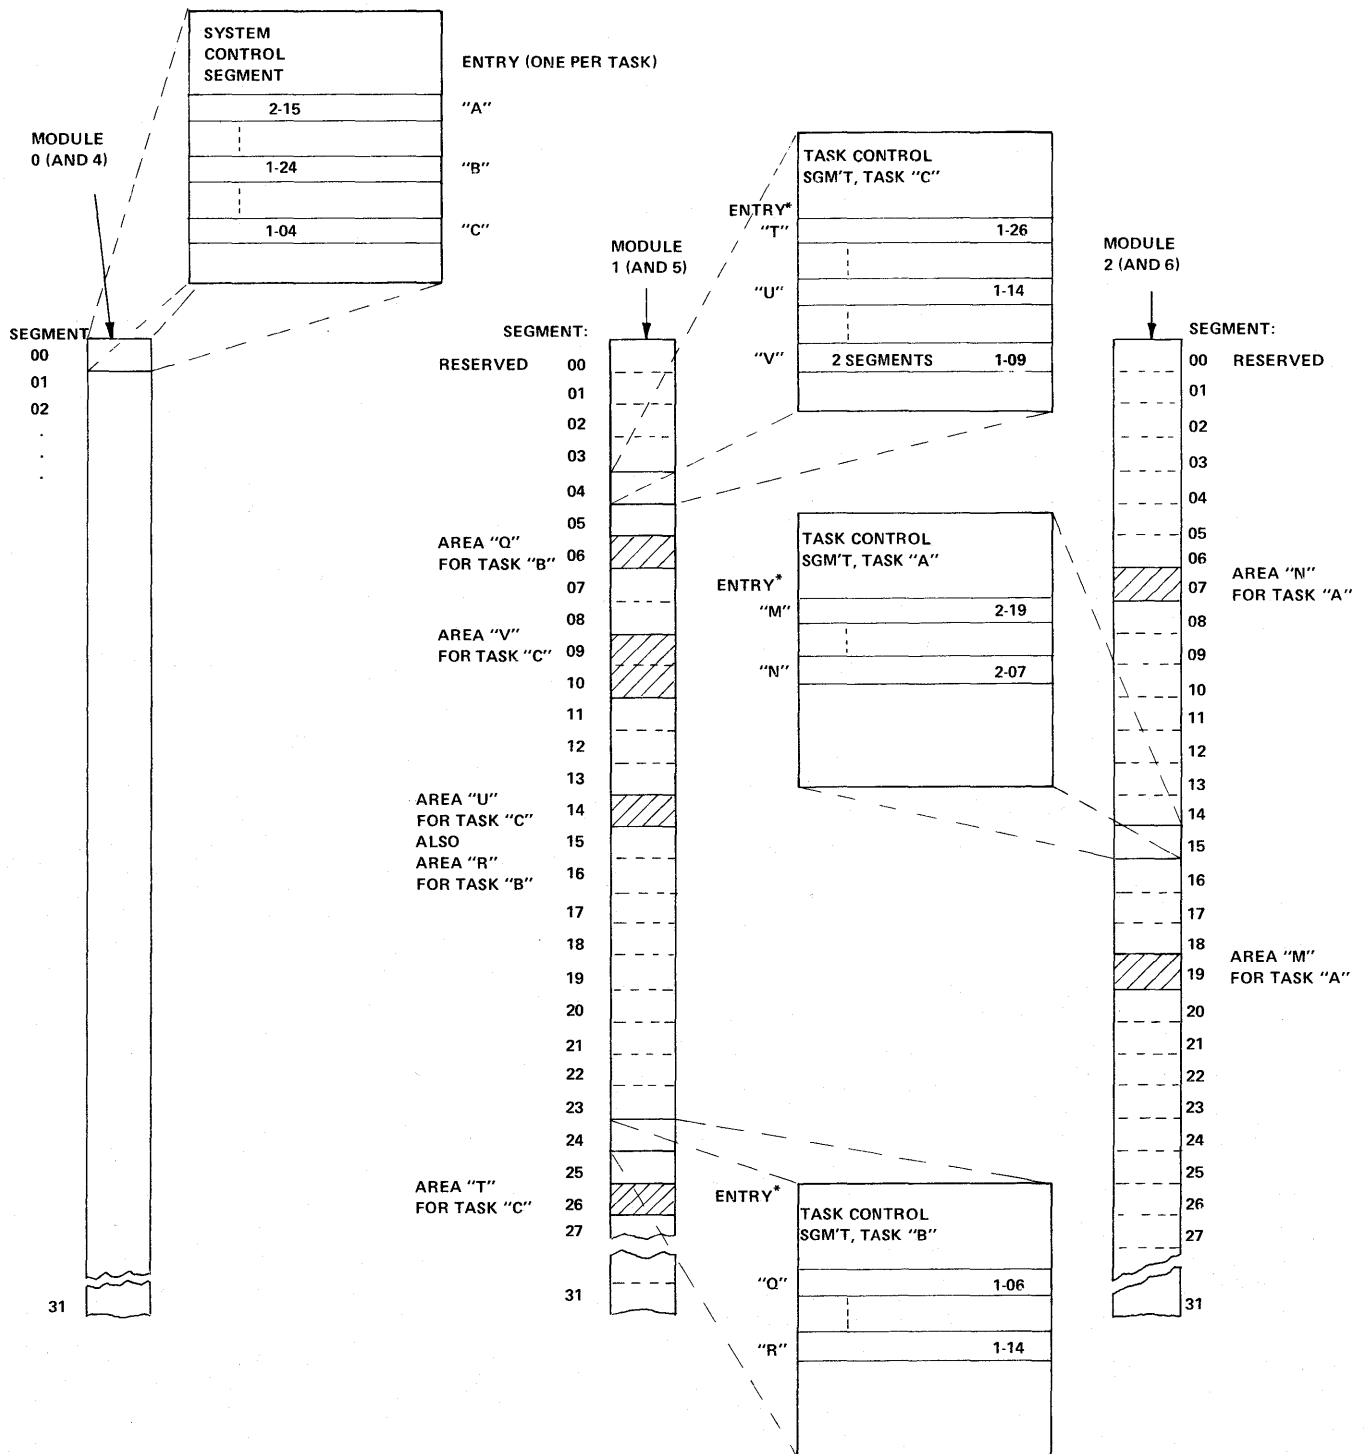 SYSTEM
CONTROL
SEGMENT
ENTRY (ONE PER TASK)
2-15 "A"
1-24 "B"
1-04 "C"
MODULE
0 (AND 4)
SEGMENT
00
01
02
.
.
.
31
MODULE
1 (AND 5)
SEGMENT:
RESERVED 00
01
02
03
04
05
AREA "Q"
FOR TASK "B"
06
07
08
AREA "V"
FOR TASK "C"
09
10
11
12
13
AREA "U"
FOR TASK "C"
ALSO
AREA "R"
FOR TASK "B"
14
15
16
17
18
19
20
21
22
23
24
25
AREA "T"
FOR TASK "C"
26
27
31
TASK CONTROL
SGM'T, TASK "C"
ENTRY*
"T" 1-26
"U" 1-14
"V" 2 SEGMENTS 1-09
TASK CONTROL
SGM'T, TASK "A"
ENTRY*
"M" 2-19
"N" 2-07
ENTRY*
TASK CONTROL
SGM'T, TASK "B"
"Q" 1-06
"R" 1-14
MODULE
2 (AND 6)
SEGMENT:
00 RESERVED
01
02
03
04
05
06
07
AREA "N"
FOR TASK "A"
08
09
10
11
12
13
14
15
16
17
18
19
AREA "M"
FOR TASK "A"
20
21
22
23
24
25
26
27
31